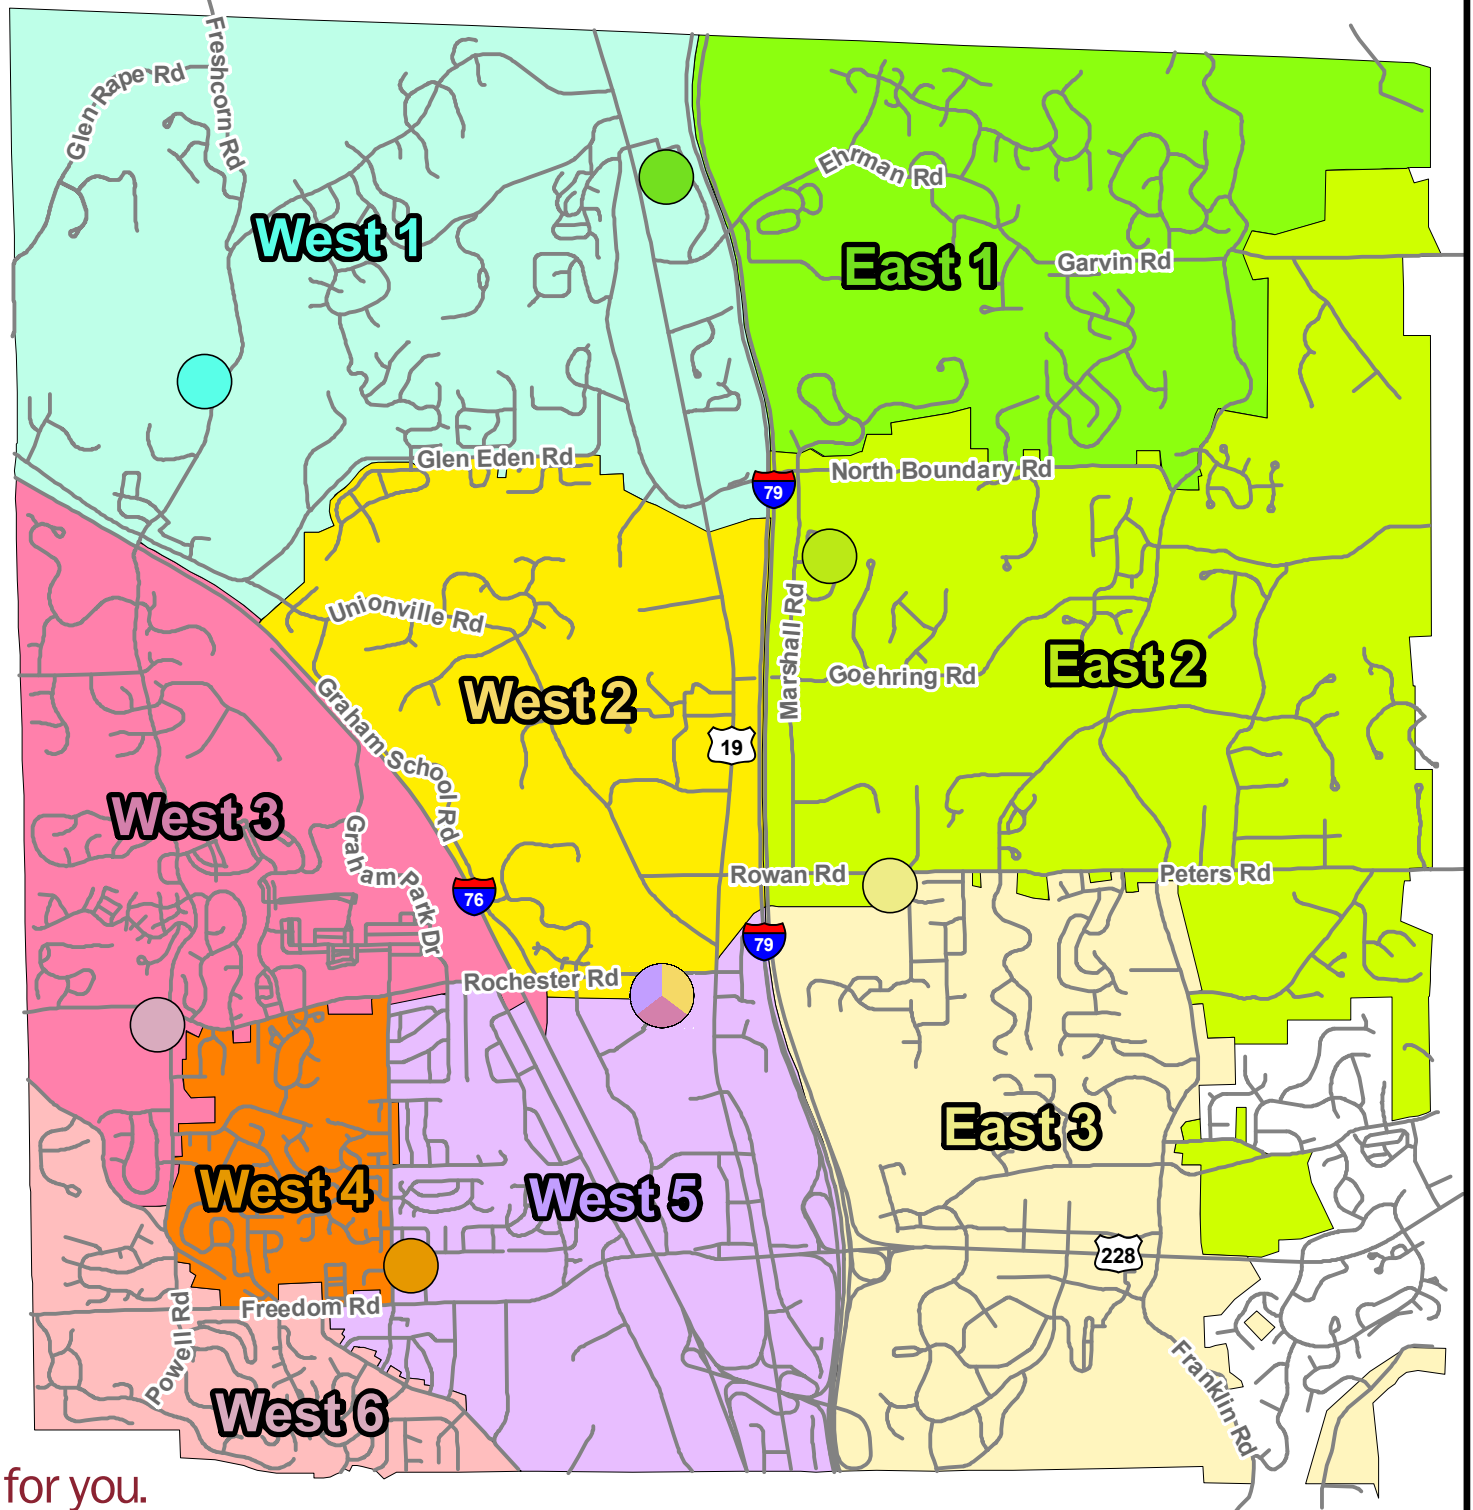 Freshcorn Rd
Glen Rape Rd
Ehrman Rd
West 1
East 1
Garvin Rd
Glen Eden Rd
North Boundary Rd
79
Unionville Rd
Marshall Rd
Goehring Rd
East 2
West 2
Graham School Rd
19
West 3
Graham Park Dr
76
Rowan Rd
Peters Rd
79
Rochester Rd
East 3
West 4
West 5
228
Freedom Rd
Powell Rd
Franklin Rd
West 6
for you.